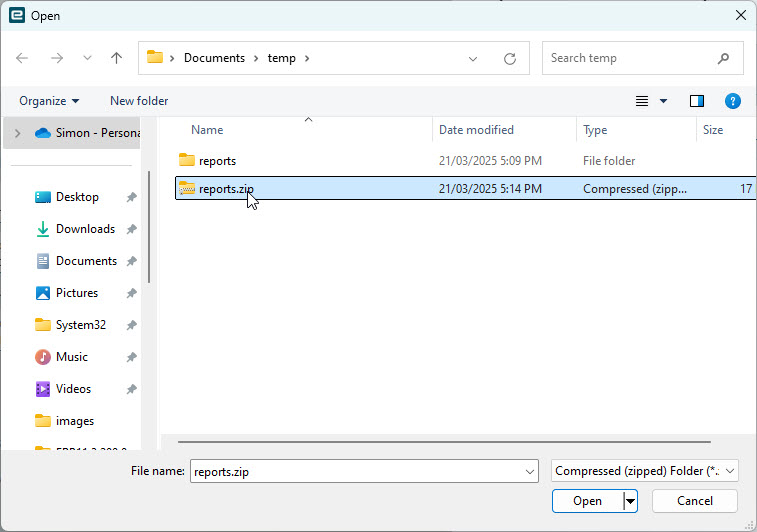 Open
Documents > temp >
Search temp
Organize
New folder
?
Name
Date modified
Type
Size
Simon - Persona
reports
21/03/2025 5:09 PM
File folder
reports.zip
21/03/2025 5:14 PM
Compressed (zipp...
17
Desktop
Downloads
Documents
Pictures
System32
Music
Videos
images
File name:
reports.zip
Compressed (zipped) Folder (*.
Open
Cancel